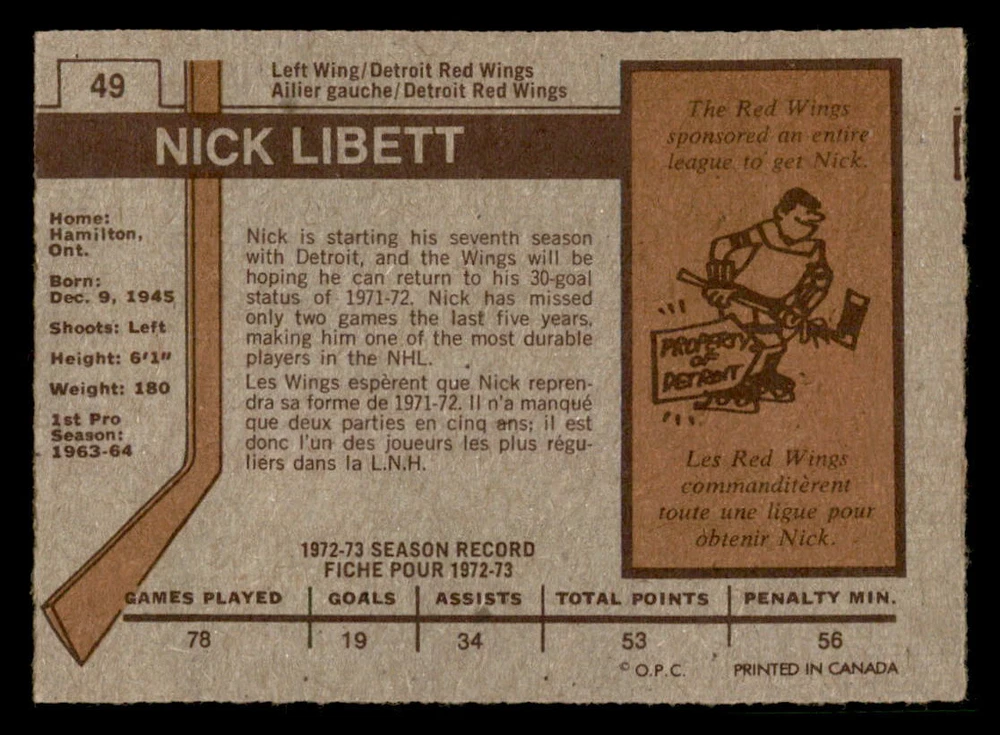 49
Left Wing/Detroit Red Wings
Ailier gauche/Detroit Red Wings
NICK LIBETT
Home:
Hamilton,
Ont.
Born:
Dec. 9, 1945
Shoots: Left
Height: 6'1"
Weight: 180
1st Pro
Season:
1963-64
Nick is starting his seventh season
with Detroit, and the Wings will be
hoping he can return to his 30-goal
status of 1971-72. Nick has missed
only two games the last five years,
making him one of the most durable
players in the NHL.
Les Wings espèrent que Nick repren-
dra sa forme de 1971-72. Il n'a manqué
que deux parties en cinq ans; il est
donc l'un des joueurs les plus régu-
liers dans la L.N.H.
The Red Wings
sponsored an entire
league to get Nick.
PROPERTY
OF
DETROIT
Les Red Wings
commanditèrent
toute une ligue pour
obtenir Nick.
1972-73 SEASON RECORD
FICHE POUR 1972-73
GAMES PLAYED GOALS ASSISTS TOTAL POINTS PENALTY MIN.
78 19 34 53 56
© O.P.C. PRINTED IN CANADA